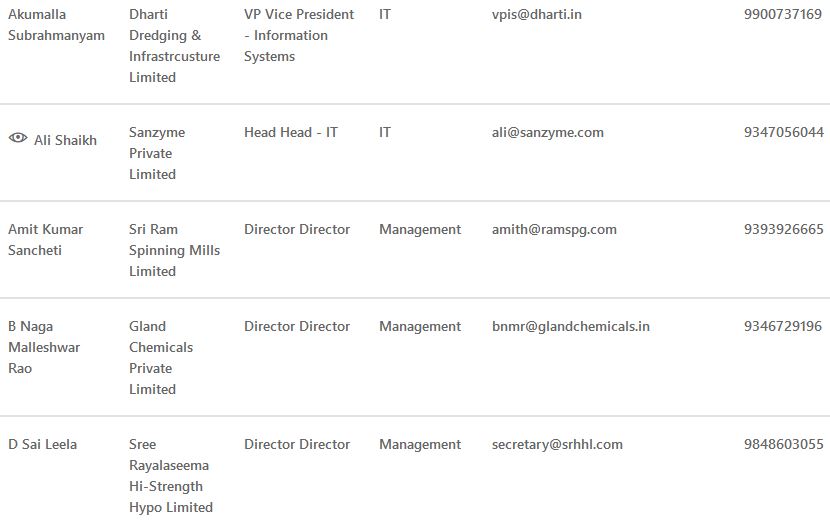 Akumalla Dharti VP Vice President IT vpis@dharti.in 9900737169
Subrahmanyam Dredging & - Information
Infrastrcusture Systems
Limited
Ali Shaikh Sanzyme Head Head - IT IT ali@sanzyme.com 9347056044
Private
Limited
Amit Kumar Sri Ram Director Director Management amith@ramspg.com 9393926665
Sancheti Spinning Mills
Limited
B Naga Gland Director Director Management bnmr@glandchemicals.in 9346729196
Malleshwar Chemicals
Rao Private
Limited
D Sai Leela Sree Director Director Management secretary@srhhl.com 9848603055
Rayalaseema
Hi-Strength
Hypo Limited